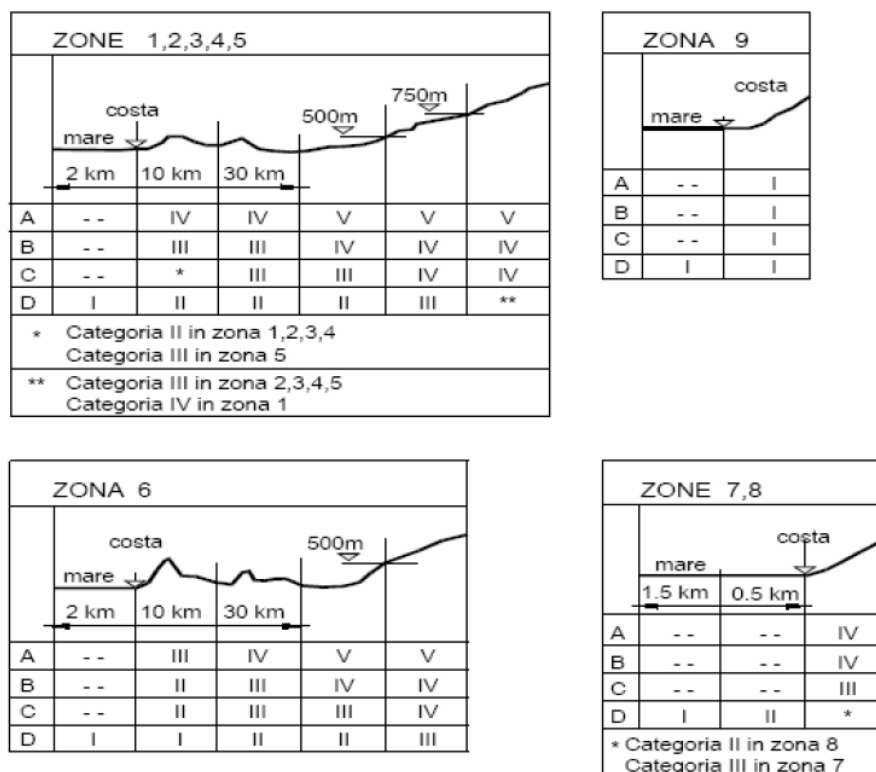 ZONE 1,2,3,4,5
costa
mare
500m
750m
2 km 10 km 30 km
A -- IV IV V V V
B -- III III IV IV IV
C -- * III III IV IV
D I II II II III **
* Categoria II in zona 1,2,3,4
Categoria III in zona 5
** Categoria III in zona 2,3,4,5
Categoria IV in zona 1
ZONA 9
costa
mare
A -- I
B -- I
C -- I
D I I
ZONA 6
costa
mare
500m
2 km 10 km 30 km
A -- III IV V V
B -- II III IV IV
C -- II III III IV
D I I II II III
ZONE 7,8
costa
mare
1.5 km 0.5 km
A -- -- IV
B -- -- IV
C -- -- III
D I II *
* Categoria II in zona 8
Categoria III in zona 7